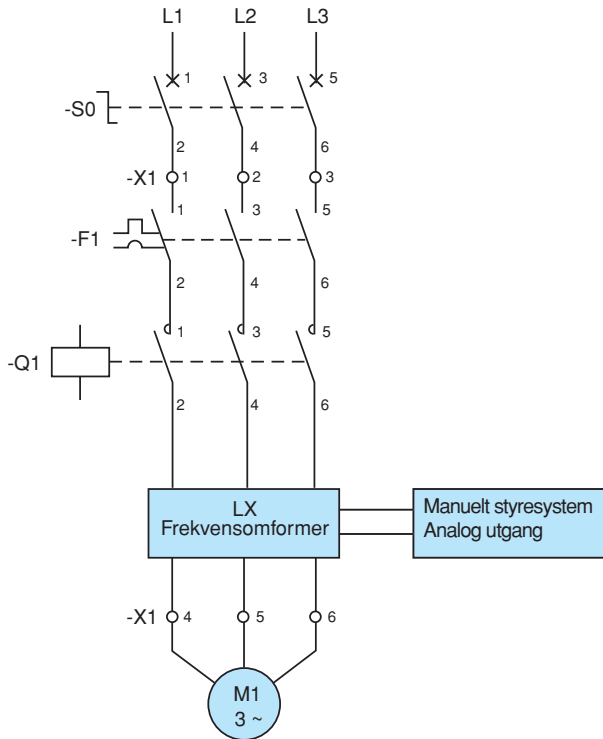 L1 L2 L3
1 3 5
-S0
2 4 6
-X1 1 2 3
1 3 5
-F1
2 4 6
1 3 5
-Q1
2 4 6
LX
Frekvensomformer
Manuelt styresystem
Analog utgang
-X1 4 5 6
M1
3 ~